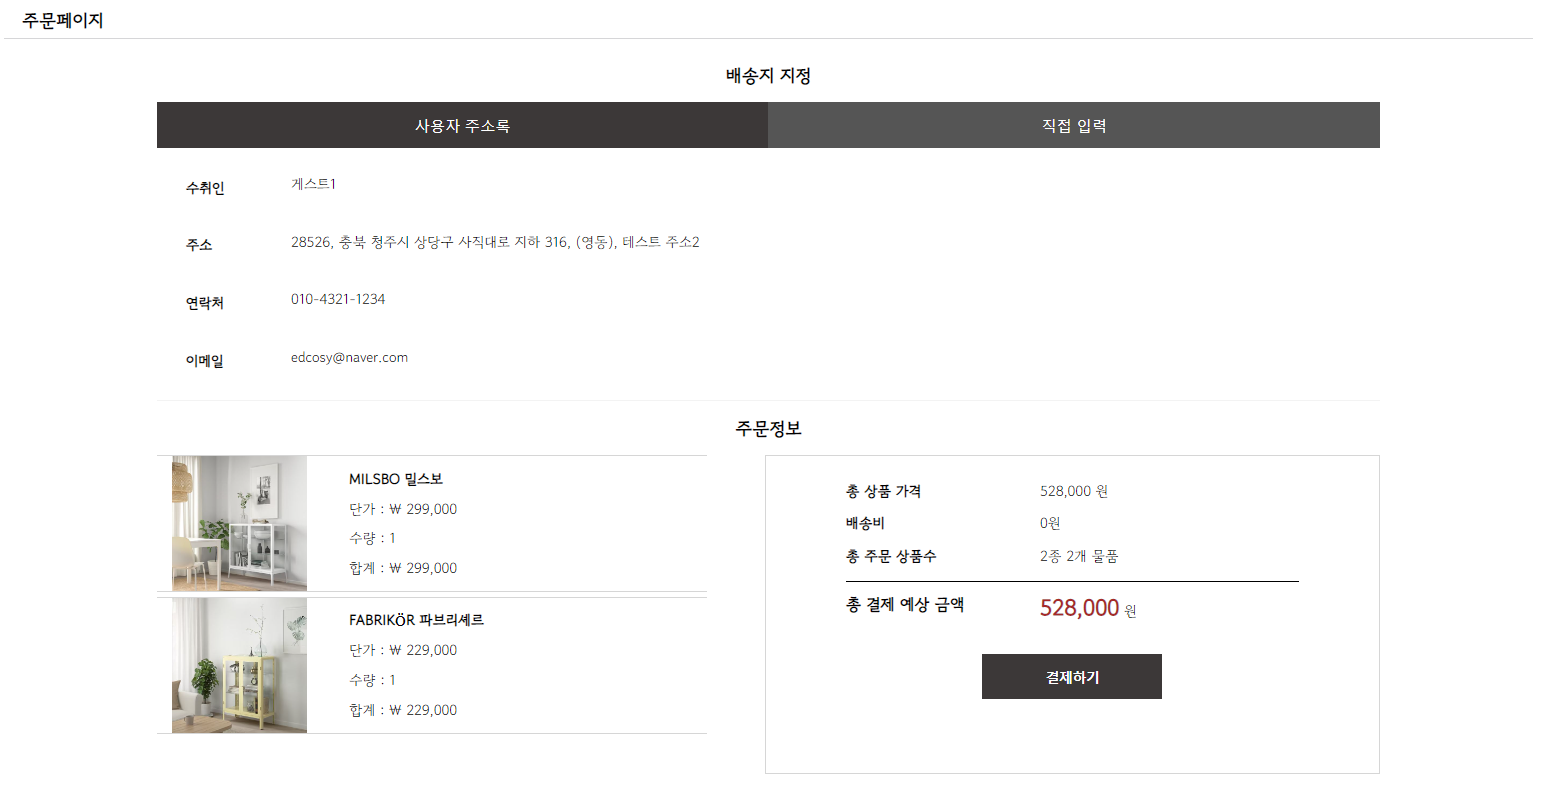 주문페이지
배송지 지정
사용자 주소록
직접 입력
수취인 게스트1
주소 28526, 충북 청주시 상당구 사직대로 지하 316, (영동), 테스트 주소2
연락처 010-4321-1234
이메일 edcosy@naver.com
주문정보
MILSBO 밀스보
단가 : ₩ 299,000
수량 : 1
합계 : ₩ 299,000
FABRIKÖR 파브리셰르
단가 : ₩ 229,000
수량 : 1
합계 : ₩ 229,000
총 상품 가격 528,000 원
배송비 0원
총 주문 상품수 2종 2개 물품
총 결제 예상 금액 528,000 원
결제하기